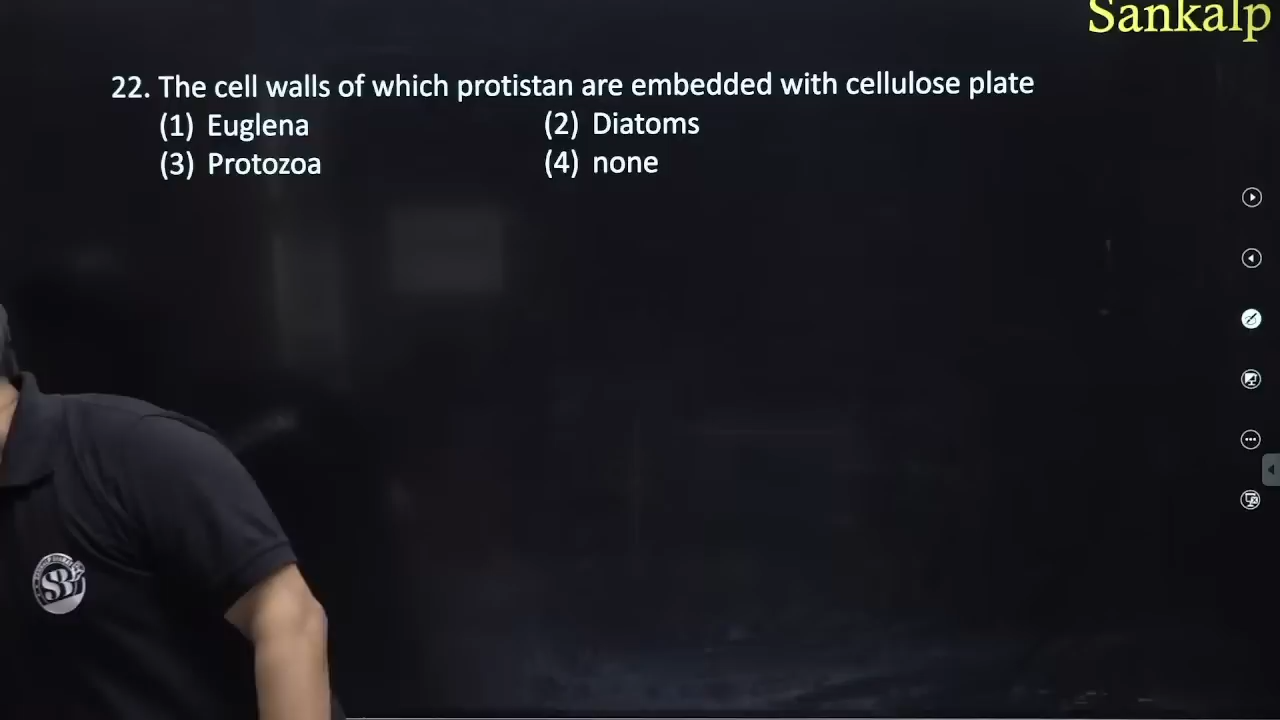 Sankalp
22. The cell walls of which protistan are embedded with cellulose plate
(1) Euglena (2) Diatoms
(3) Protozoa (4) none
SB